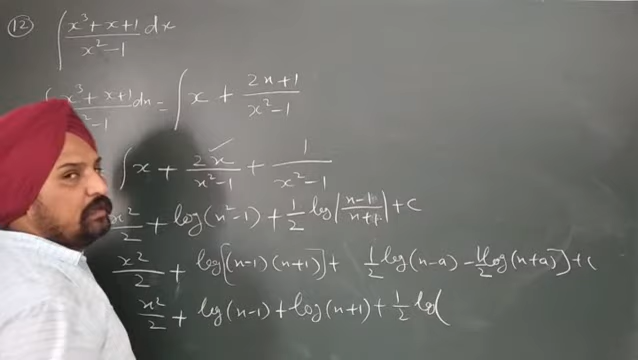 12 ∫ x³+x+1 / x²-1 dx
∫ x³+x+1 / x²-1 dx = ∫ x + 2x+1 / x²-1
∫ x + 2x / x²-1 + 1 / x²-1
x²/2 + log(x²-1) + 1/2 log|x-1 / x+1| + c
x²/2 + log[(x-1)(x+1)] + 1/2 log(x-a) - 1/2 log(x+a)] + c
x²/2 + log(x-1) + log(x+1) + 1/2 log(